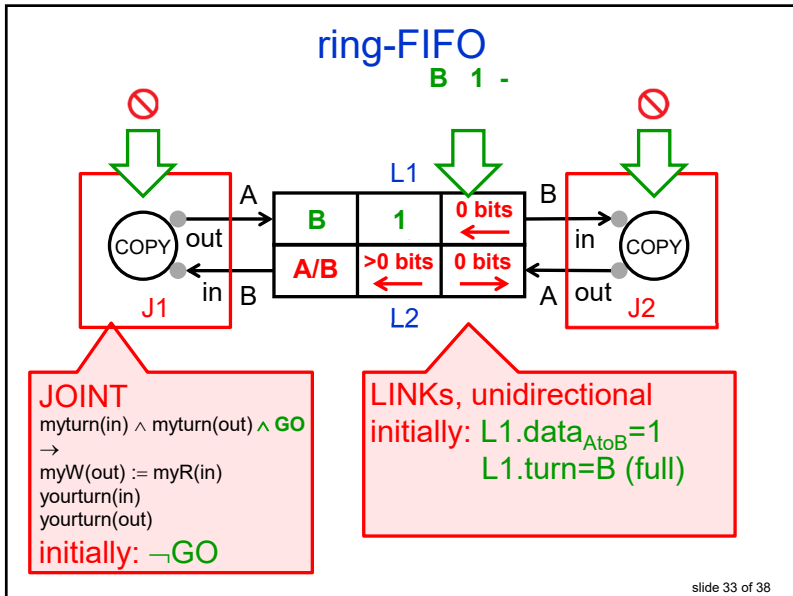 ring-FIFO
B 1 -
L1
A
B
B
1
0 bits
COPY
out
in
COPY
A/B
>0 bits
0 bits
in
B
A
out
J1
L2
J2
JOINT
myturn(in) ∧ myturn(out) ∧ GO
→
myW(out) := myR(in)
yourturn(in)
yourturn(out)
initially: ¬GO
LINKs, unidirectional
initially: L1.dataAtoB=1
L1.turn=B (full)
slide 33 of 38